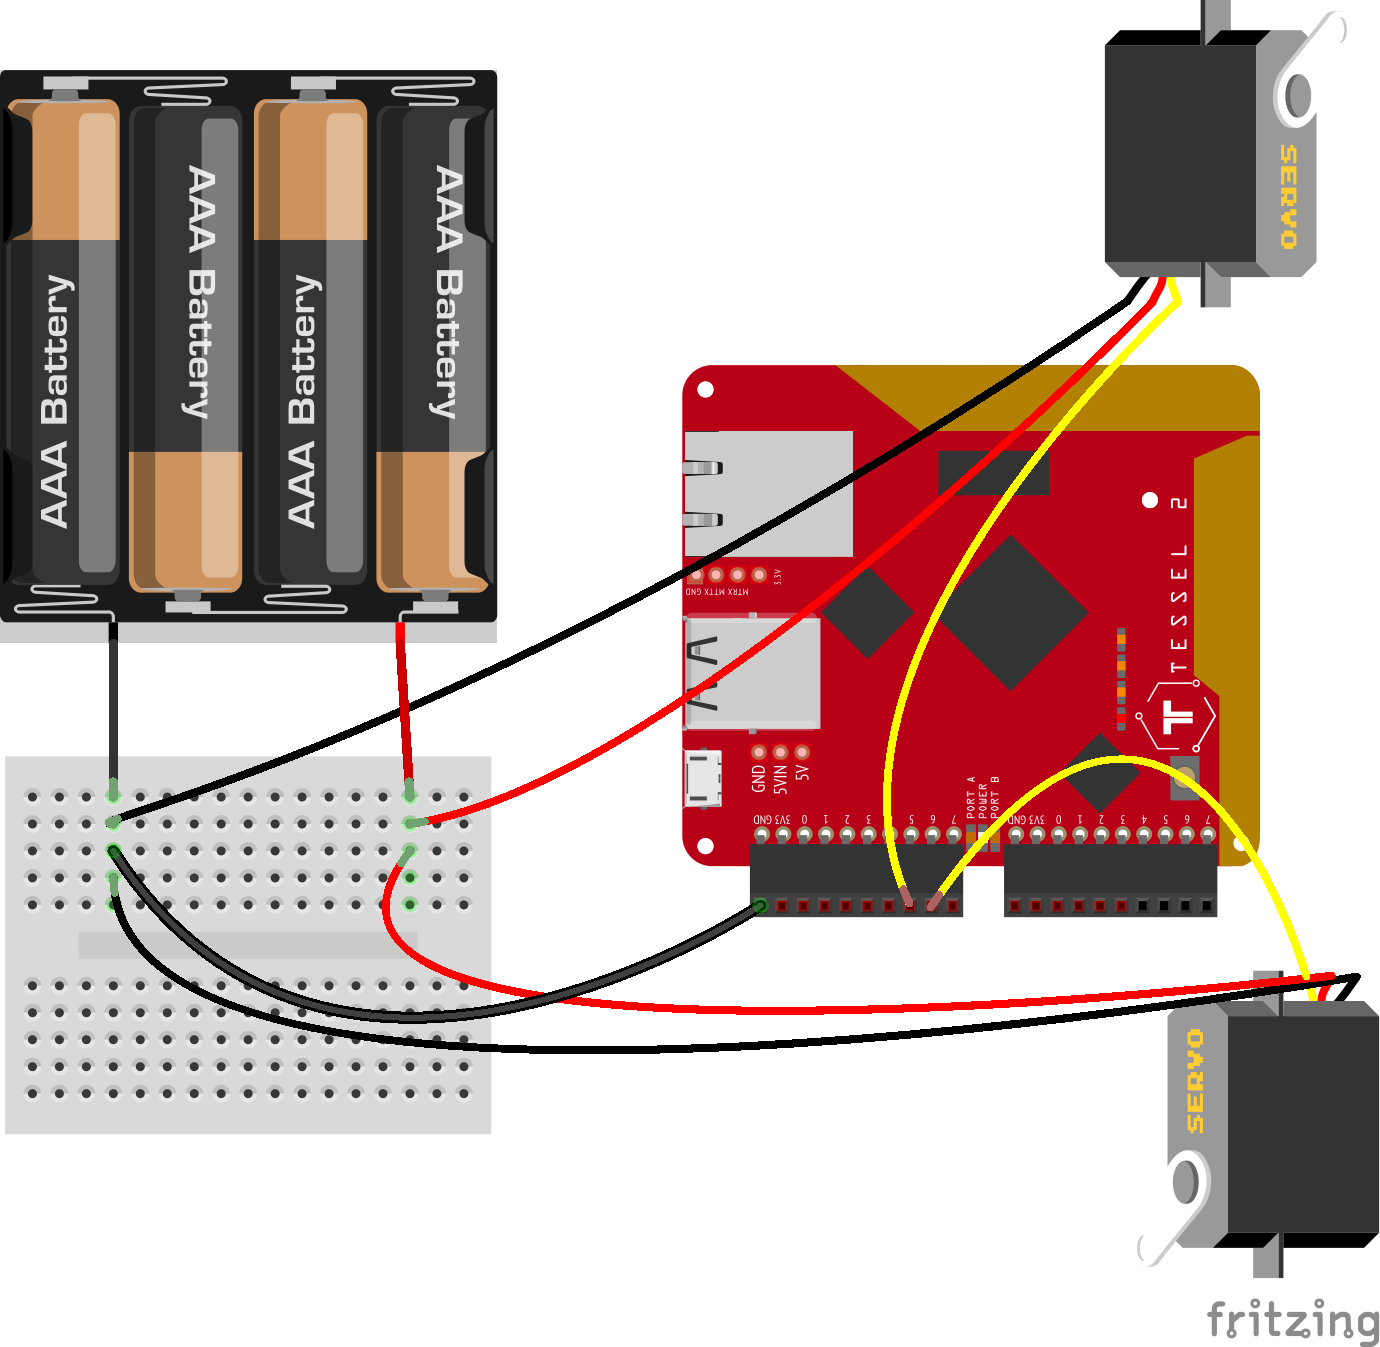 AAA Battery
AAA Battery
AAA Battery
AAA Battery
SERVO
TESSEL 2
3.3V
GND MTTX MTRX
GND
5VIN
5V
PORT A
POWER
PORT B
GND 3V3 0 1 2 3 5 6 7
GND 3V3 0 1 2 3 4 5 6 7
SERVO
fritzing